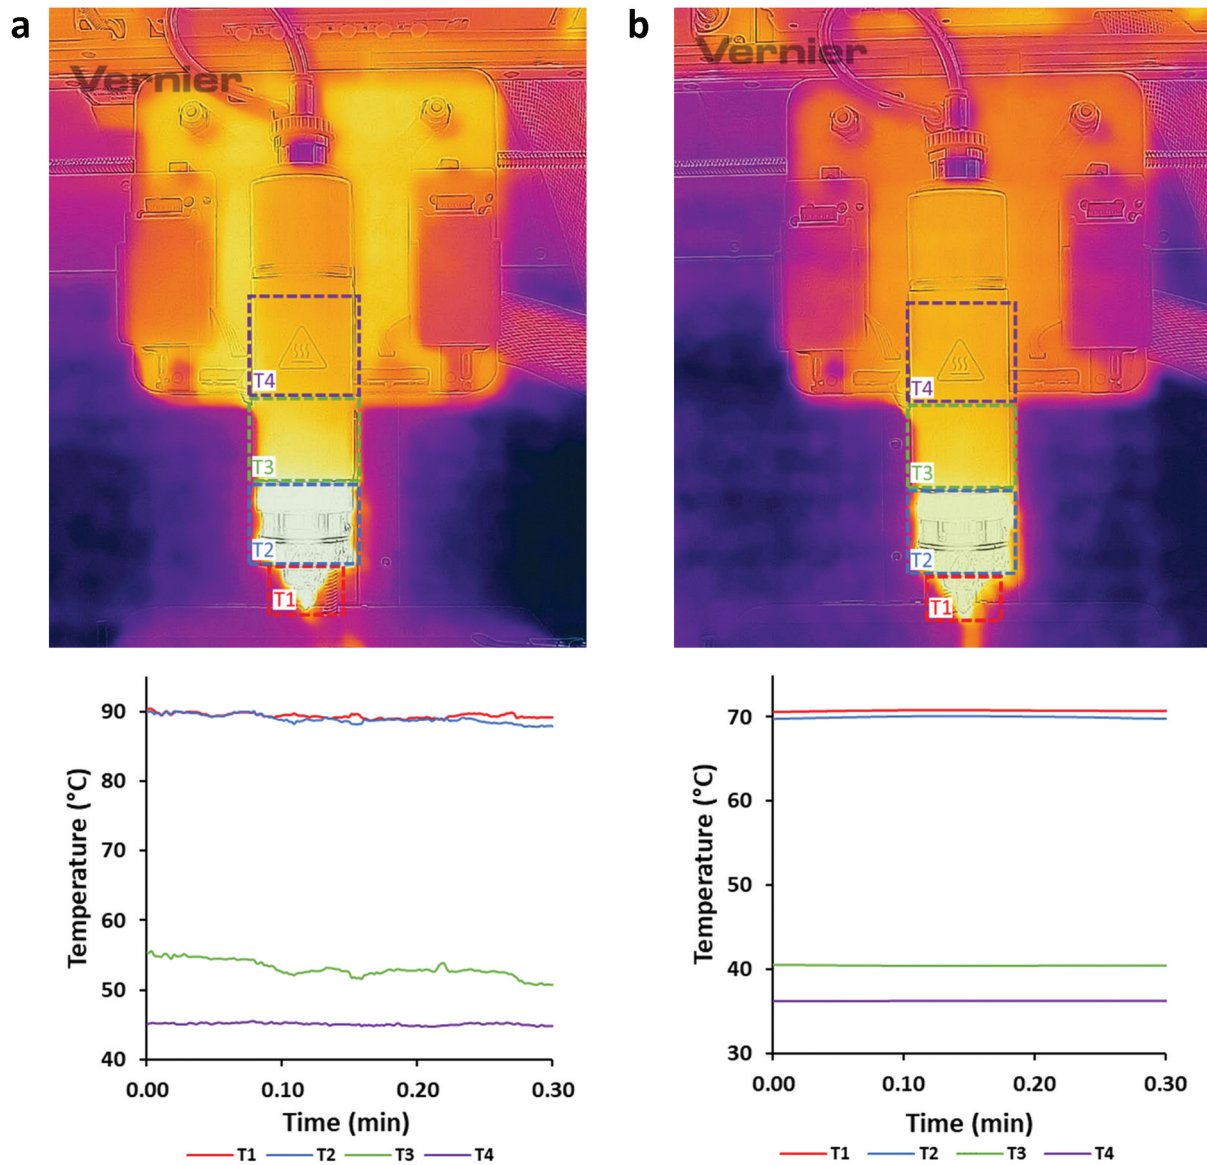 a
Vernier
T4
T3
T2
T1
90
80
70
60
50
40
0.00 0.10 0.20 0.30
Temperature (°C)
Time (min)
T1 T2 T3 T4
b
Vernier
T4
T3
T2
T1
70
60
50
40
30
0.00 0.10 0.20 0.30
Temperature (°C)
Time (min)
T1 T2 T3 T4